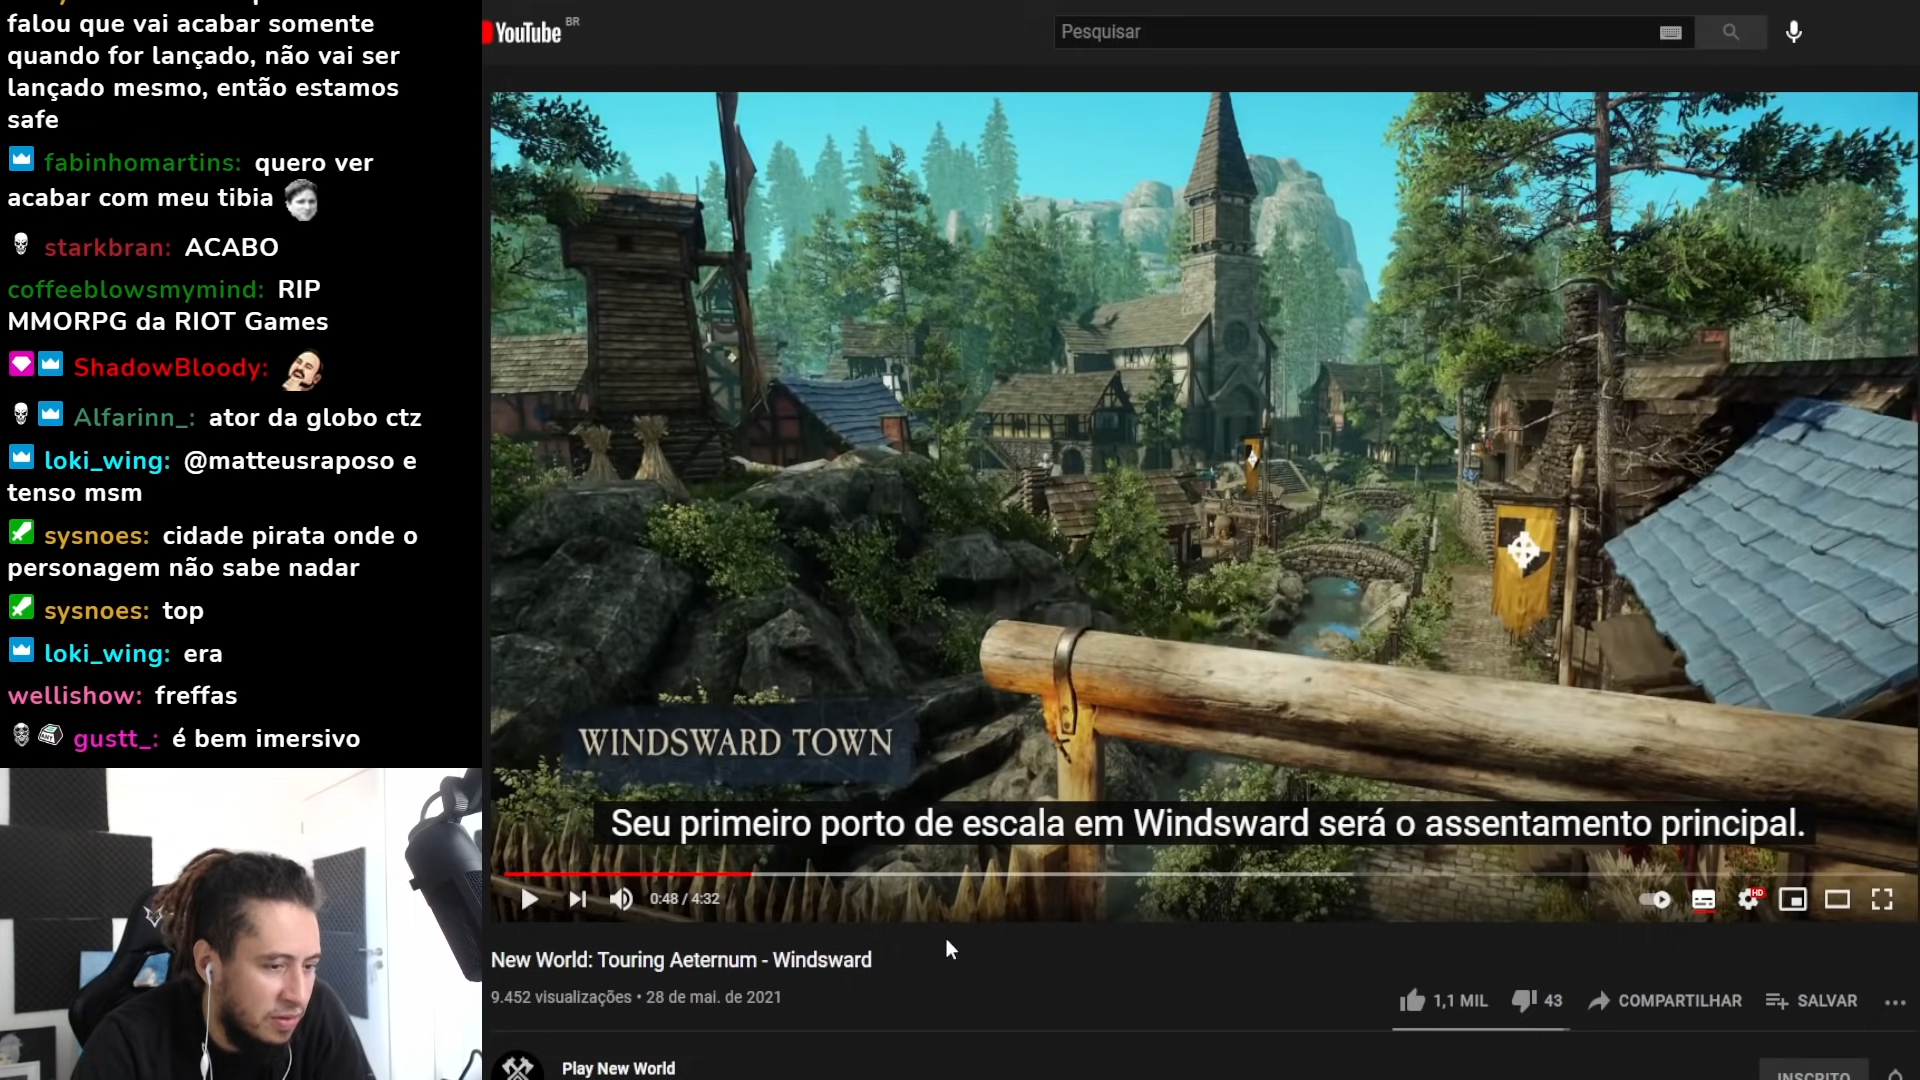 falou que vai acabar somente
quando for lançado, não vai ser
lançado mesmo, então estamos
safe
fabinhomartins: quero ver
acabar com meu tibia
starkbran: ACABO
coffeeblowsmymind: RIP
MMORPG da RIOT Games
ShadowBloody:
Alfarinn_: ator da globo ctz
loki_wing: @matteusraposo e
tenso msm
sysnoes: cidade pirata onde o
personagem não sabe nadar
sysnoes: top
loki_wing: era
wellishow: freffas
gustt_: é bem imersivo
YouTube BR
Pesquisar
WINDSWARD TOWN
Seu primeiro porto de escala em Windsward será o assentamento principal.
0:48 / 4:32
HD
New World: Touring Aeternum - Windsward
9.452 visualizações • 28 de mai. de 2021
1,1 MIL
43
COMPARTILHAR
SALVAR
Play New World
INSCRITO